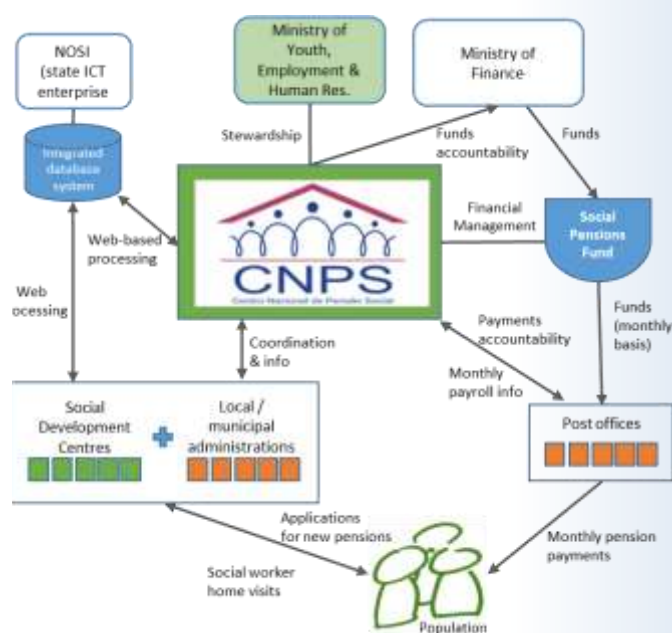 NOSI
(state ICT
enterprise
Ministry of
Youth,
Employment &
Human Res.
Ministry of
Finance
Integrated
database
system
Stewardship
Funds
accountability
Funds
Web-based
processing
CNPS
Centro Nacional de Pensão Social
Financial
Management
Social
Pensions
Fund
Web
ocessing
Coordination
& info
Payments
accountability
Monthly
payroll info
Funds
(monthly
basis)
Social
Development
Centres
Local /
municipal
administrations
Post offices
Applications
for new pensions
Social worker
home visits
Monthly pension
payments
Population